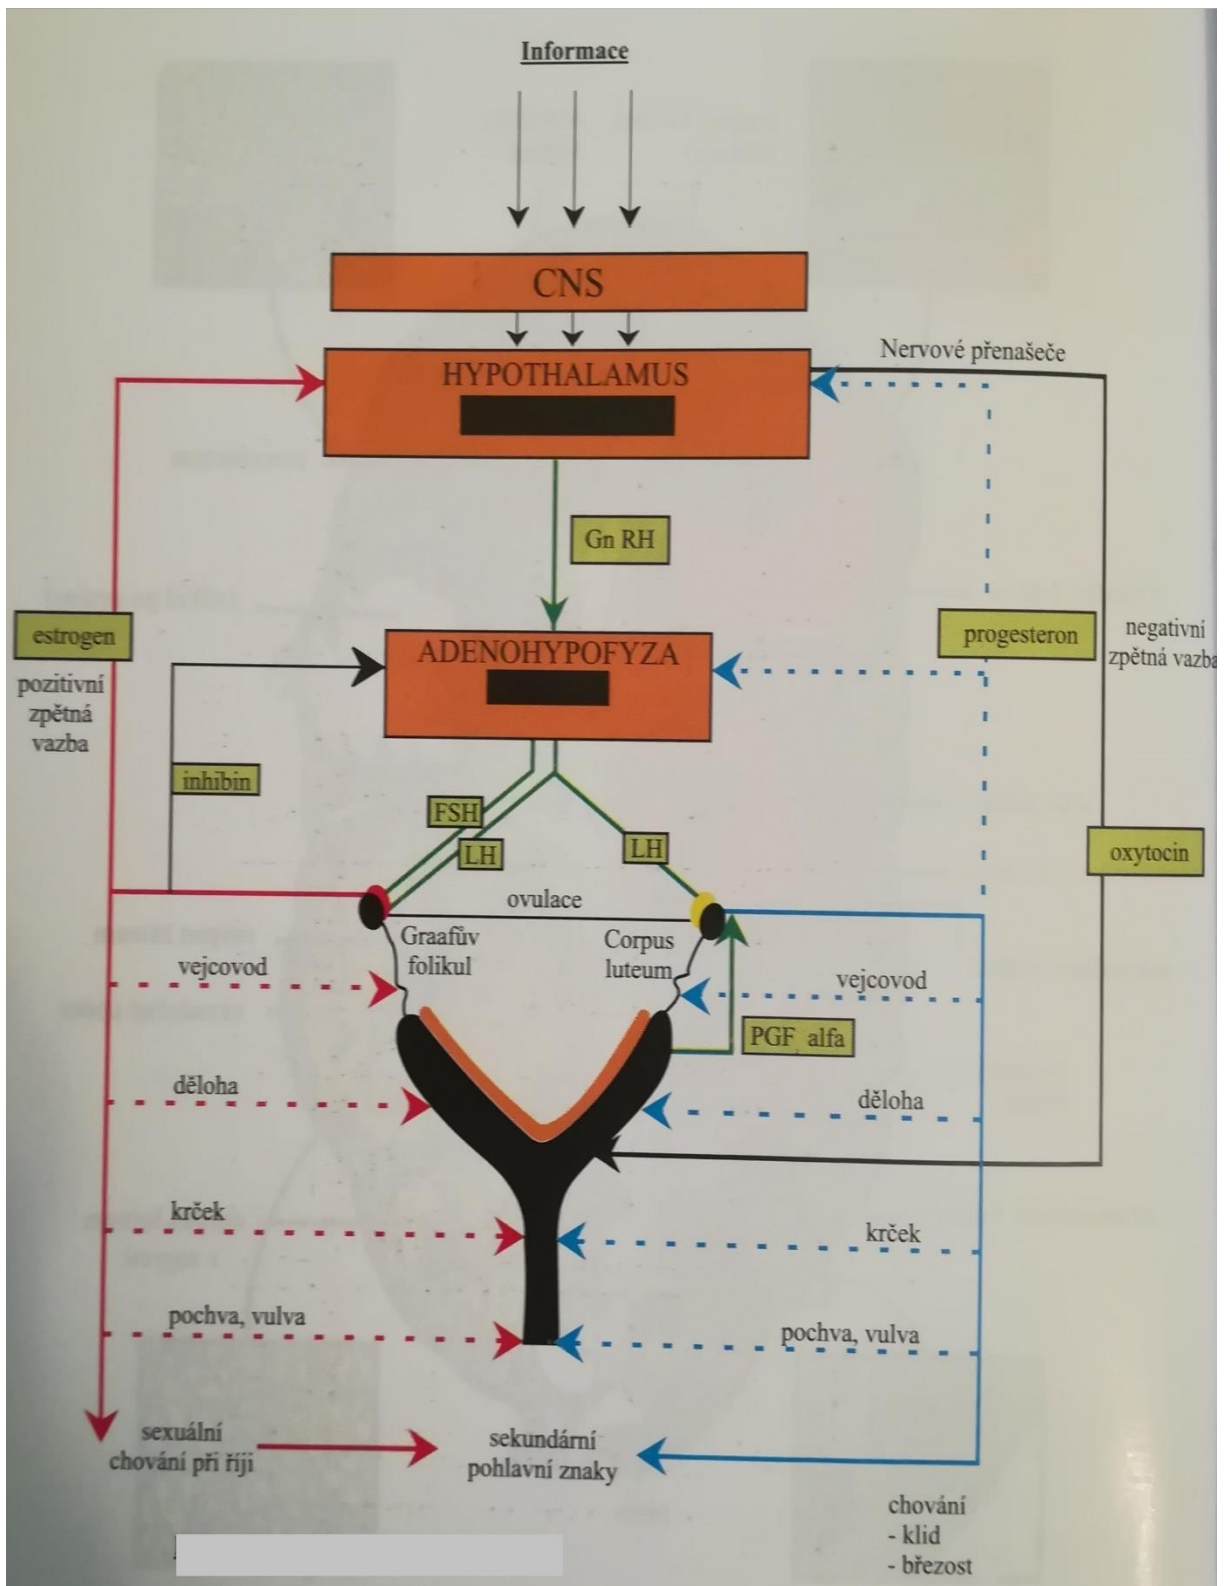 Informace
CNS
HYPOTHALAMUS
Nervové přenašeče
Gn RH
estrogen
pozitivní
zpětná
vazba
ADENOHYPOFYZA
progesteron
negativní
zpětná vazba
inhibin
FSH
LH
LH
oxytocin
ovulace
Graafův
folikul
Corpus
luteum
vejcovod
vejcovod
PGF alfa
děloha
děloha
krček
krček
pochva, vulva
pochva, vulva
sexuální
chování při říji
sekundární
pohlavní znaky
chování
- klid
- březost